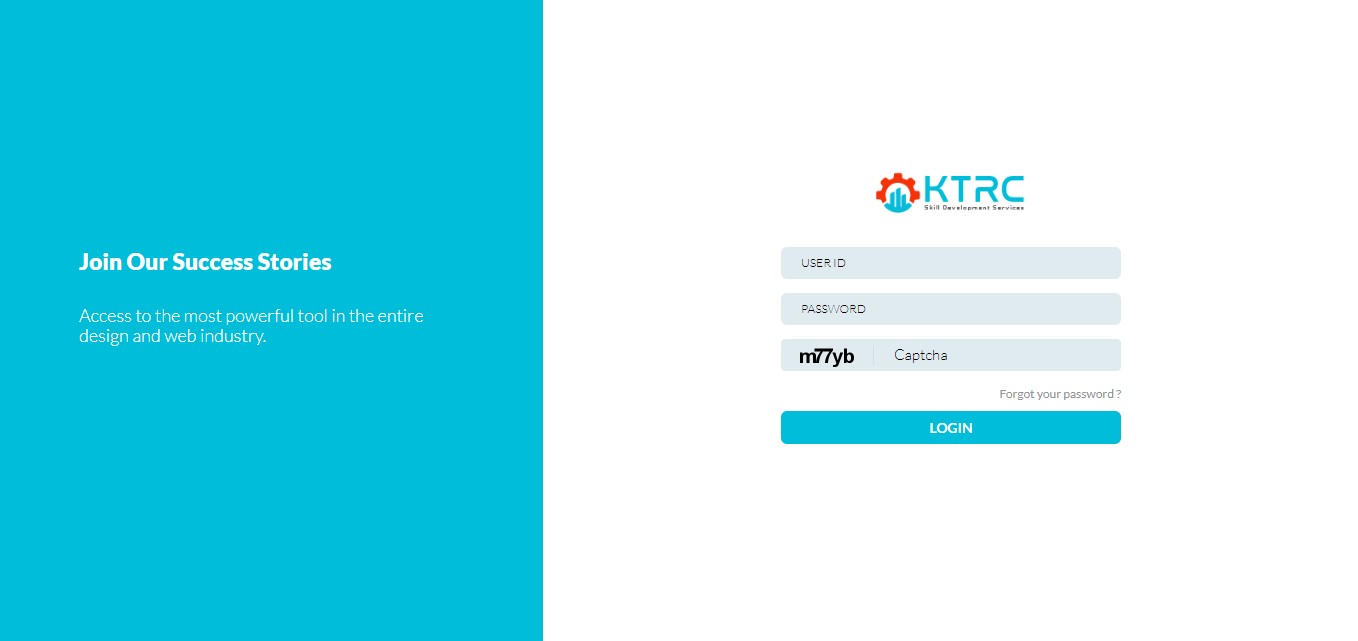 Join Our Success Stories
Access to the most powerful tool in the entire
design and web industry.
KTRC
Skill Development Services
USER ID
PASSWORD
m77yb
Captcha
Forgot your password ?
LOGIN